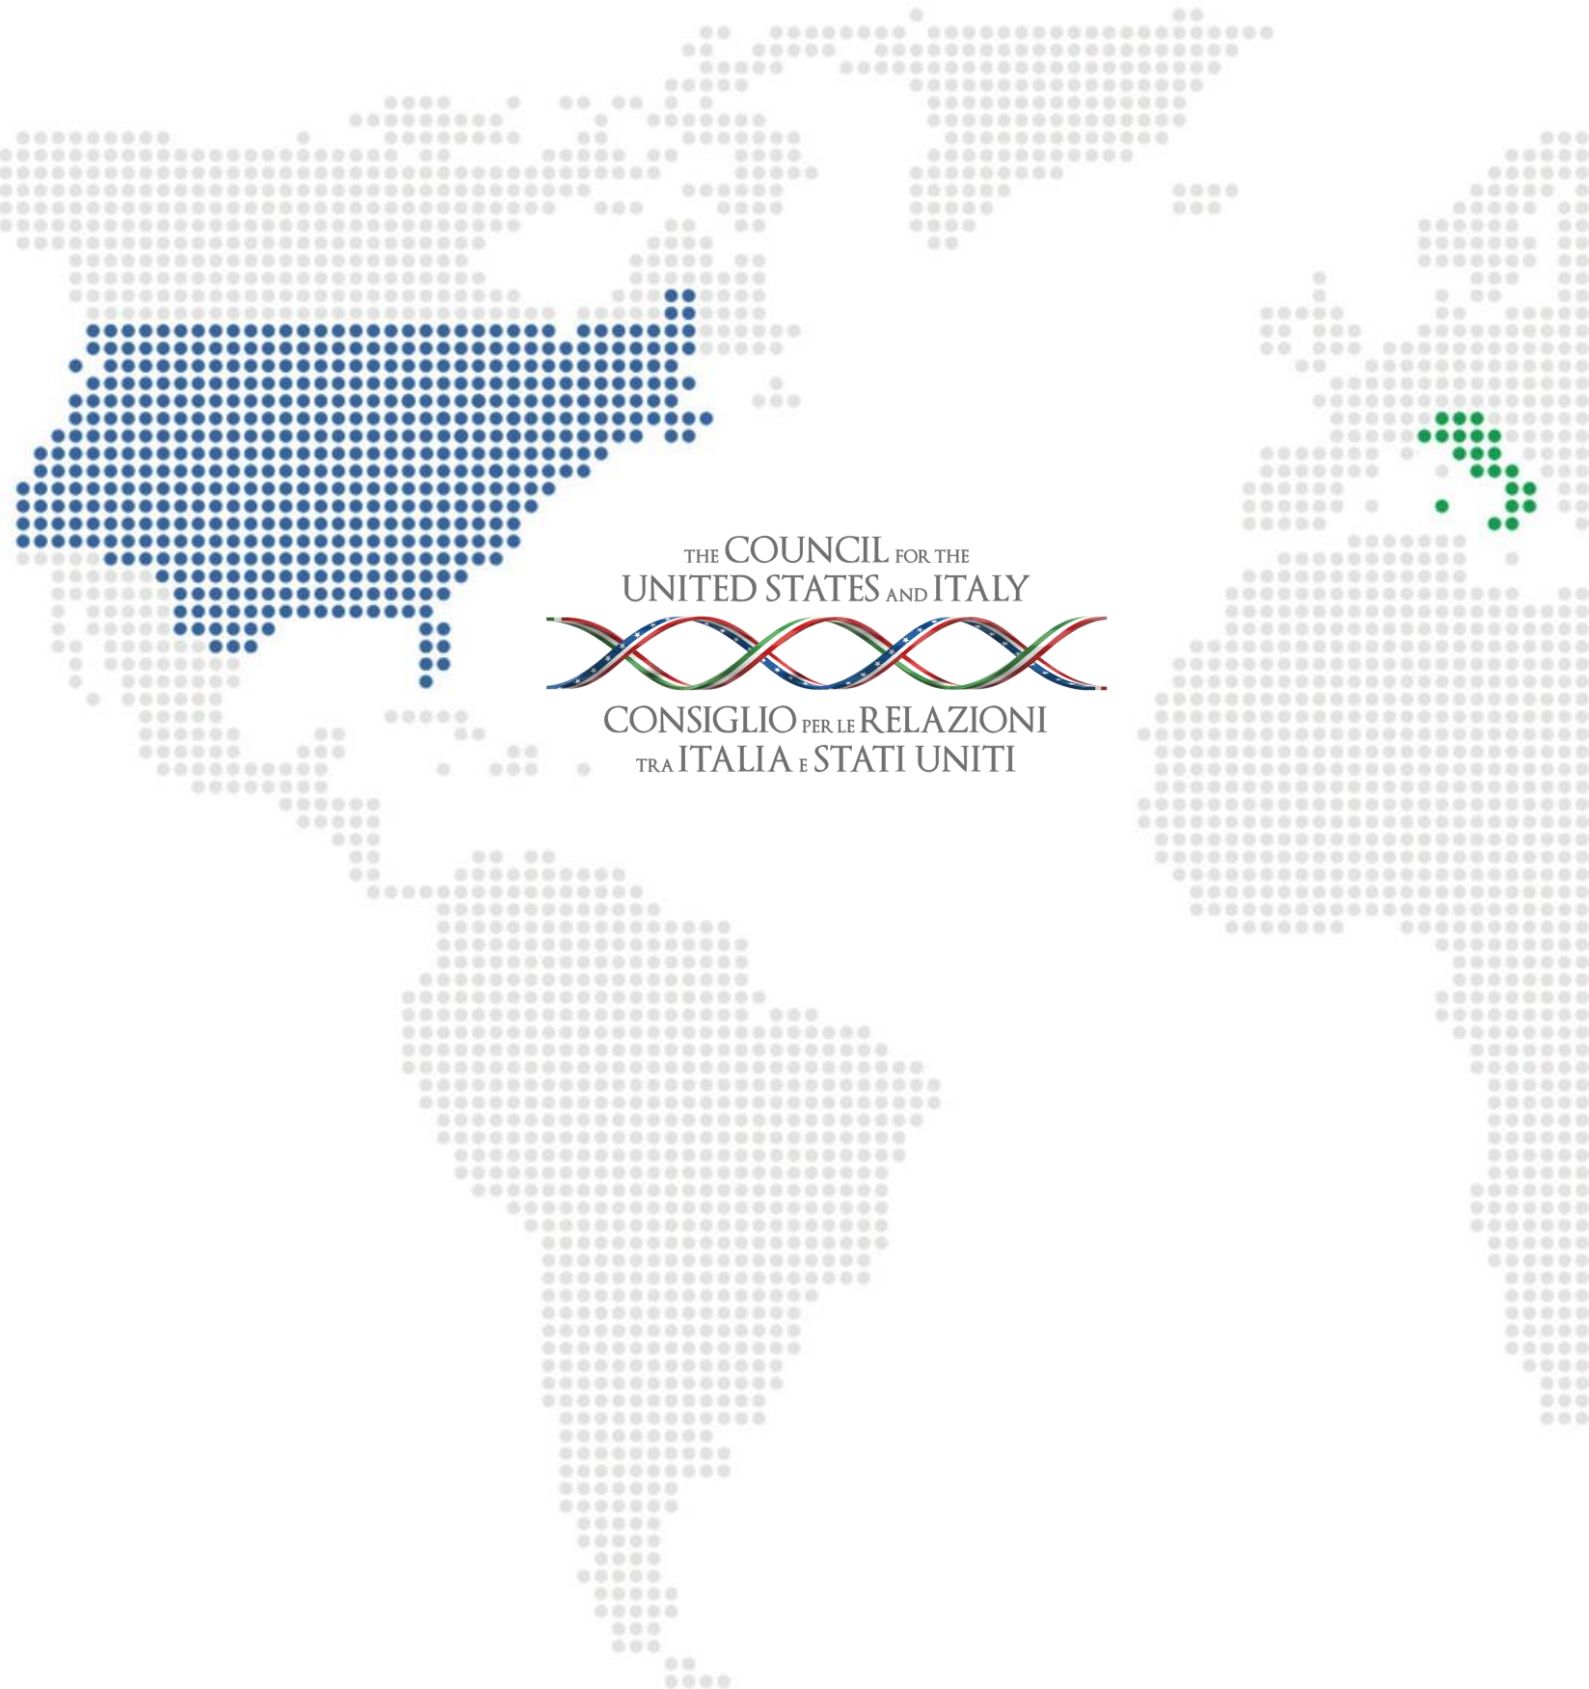 THE COUNCIL FOR THE
UNITED STATES AND ITALY
CONSIGLIO PER LE RELAZIONI
TRA ITALIA E STATI UNITI